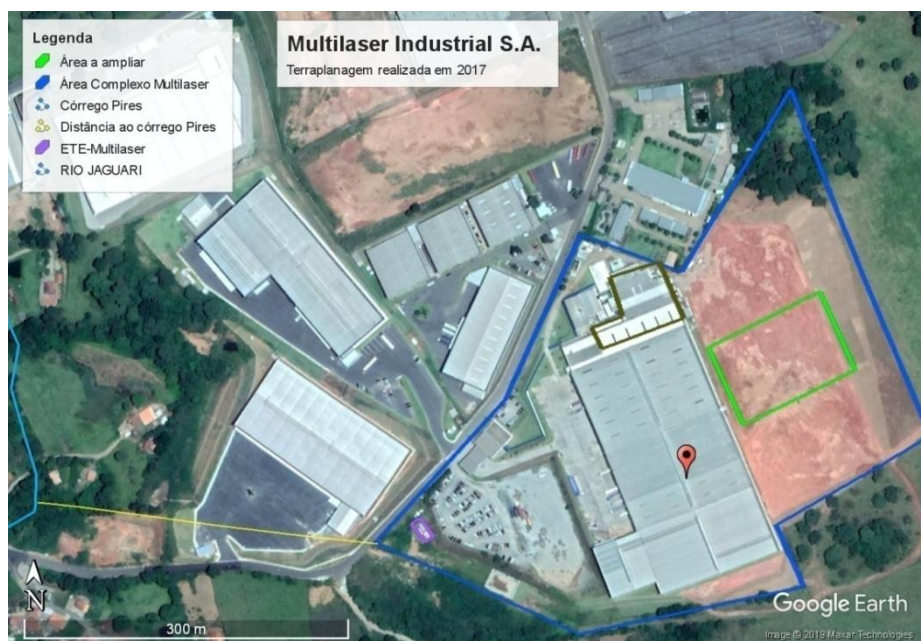 Legenda
Área a ampliar
Área Complexo Multilaser
Córrego Pires
Distância ao córrego Pires
ETE-Multilaser
RIO JAGUARI
Multilaser Industrial S.A.
Terraplanagem realizada em 2017
N
300 m
Google Earth
Image © 2019 Maxar Technologies